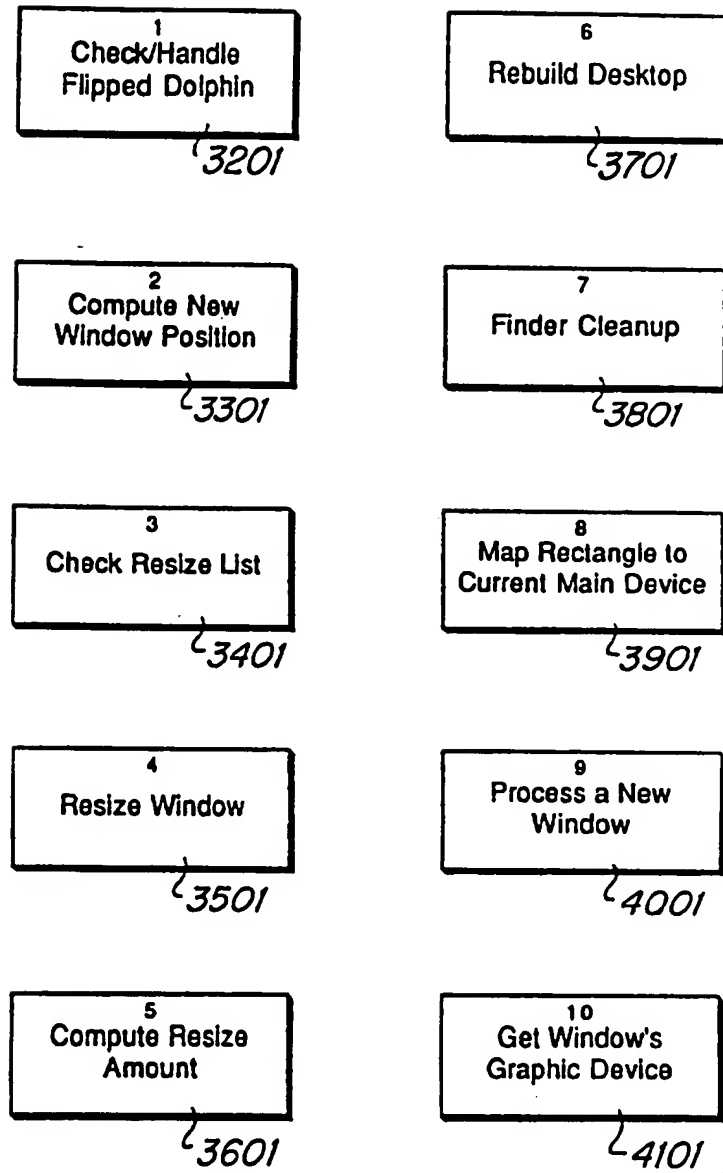 1
Check/Handle
Flipped Dolphin
3201
2
Compute New
Window Position
3301
3
Check Resize List
3401
4
Resize Window
3501
5
Compute Resize
Amount
3601
6
Rebuild Desktop
3701
7
Finder Cleanup
3801
8
Map Rectangle to
Current Main Device
3901
9
Process a New
Window
4001
10
Get Window's
Graphic Device
4101